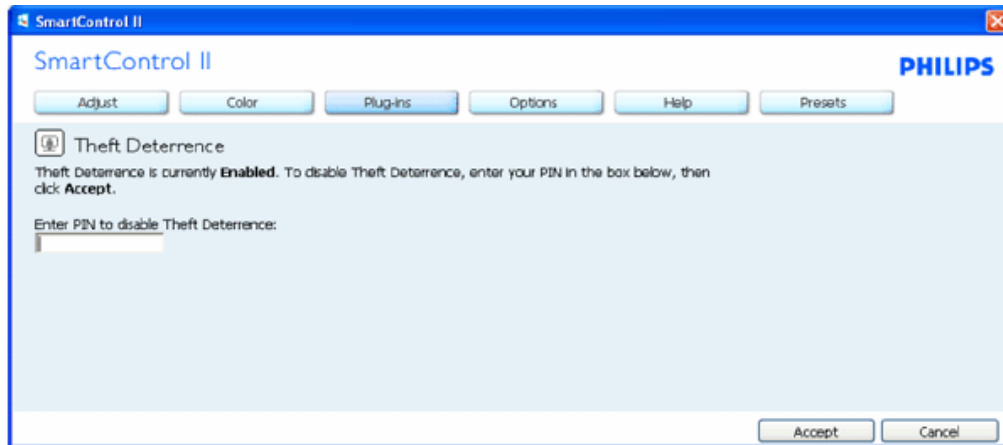 SmartControl II
SmartControl II
PHILIPS
Adjust Color Plug-ins Options Help Presets
Theft Deterrence
Theft Deterrence is currently Enabled. To disable Theft Deterrence, enter your PIN in the box below, then
click Accept.
Enter PIN to disable Theft Deterrence:
Accept Cancel